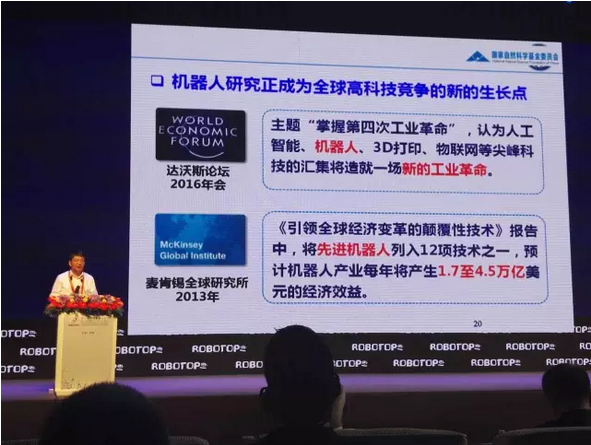 国家自然科学基金委员会
机器人研究正成为全球高科技竞争的新的生长点
WORLD
ECONOMIC
FORUM
达沃斯论坛
2016年会
主题“掌握第四次工业革命”，认为人工
智能、机器人、3D打印、物联网等尖峰科
技的汇集将造就一场新的工业革命。
McKinsey
Global Institute
麦肯锡全球研究所
2013年
《引领全球经济变革的颠覆性技术》报告
中，将先进机器人列入12项技术之一，预
计机器人产业每年将产生1.7至4.5万亿美
元的经济效益。
20
ROBOTOP ROBOTOP ROBOTOP ROBOTOP ROBOTOP
ROBOTOP ROBOTOP ROBOTOP ROBOTOP